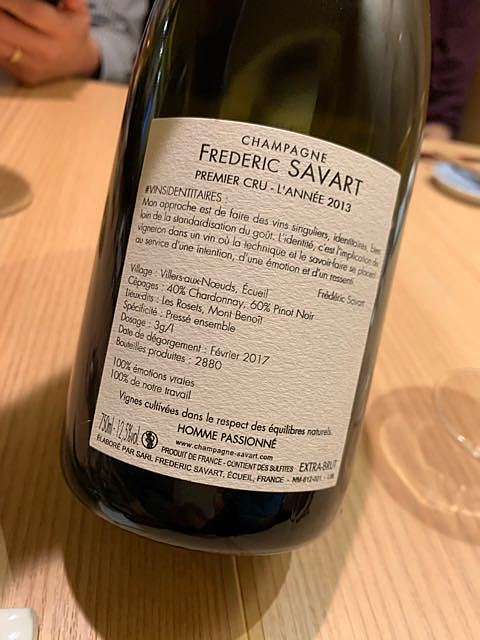 CHAMPAGNE
FREDERIC SAVART
PREMIER CRU - L'ANNÉE 2013
#VINSIDENTITAIRES :
Mon approche est de faire des vins singuliers, identitaires, bien
loin de la standardisation du goût. L'identité, c'est l'implication du
vigneron dans un vin où la technique et le savoir-faire se placent
au service d'une intention, d'une émotion et d'un ressenti.
Frédéric Savart
Village : Villers-aux-Nœuds, Écueil
Cépages : 40% Chardonnay, 60% Pinot Noir
Lieux-dits : Les Rosets, Mont Benoît
Spécificité : Pressé ensemble
Dosage : 3g/l
Date de dégorgement : Février 2017
Bouteilles produites : 2880
100% émotions vraies
100% de notre travail
Vignes cultivées dans le respect des équilibres naturels.
HOMME PASSIONNÉ
750ml - 12,5%vol
www.champagne-savart.com
PRODUIT DE FRANCE - CONTIENT DES SULFITES EXTRA-BRUT
ÉLABORÉ PAR SARL FREDERIC SAVART, ÉCUEIL, FRANCE -